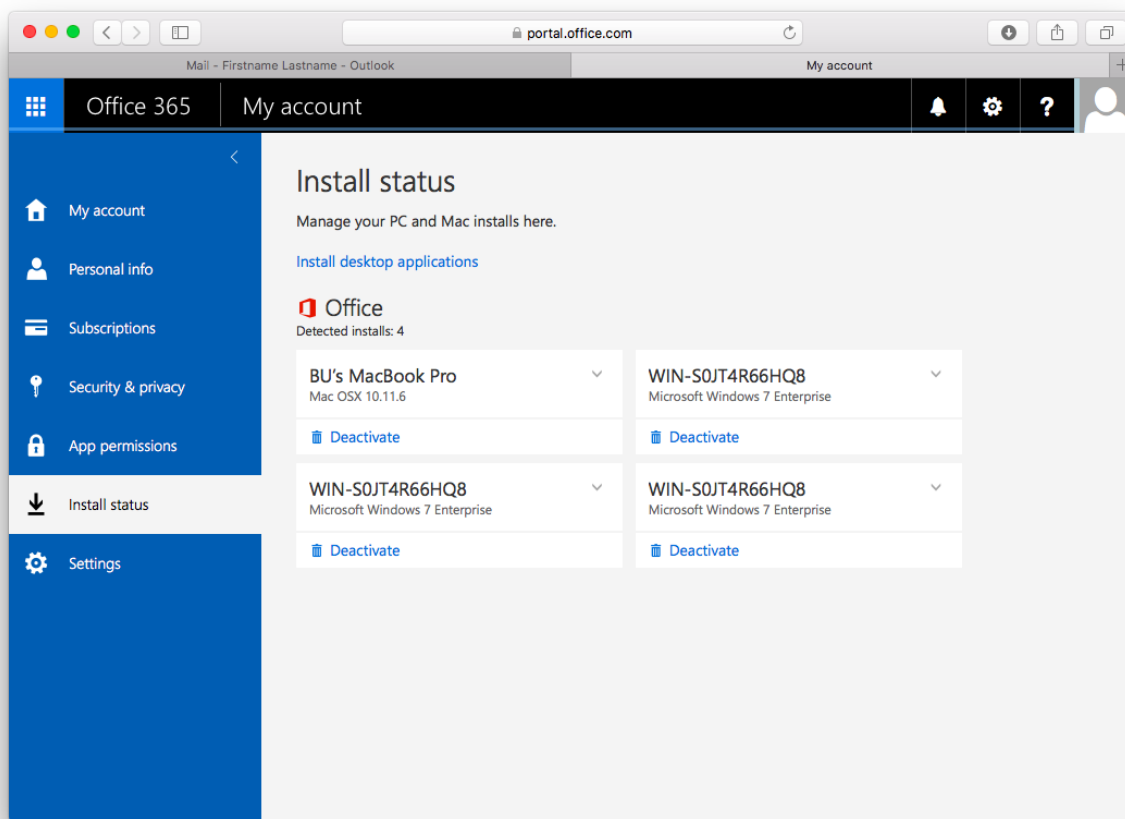 portal.office.com
Mail - Firstname Lastname - Outlook
My account
Office 365
My account
?
My account
Personal info
Subscriptions
Security & privacy
App permissions
Install status
Settings
Install status
Manage your PC and Mac installs here.
Install desktop applications
Office
Detected installs: 4
BU's MacBook Pro
Mac OSX 10.11.6
Deactivate
WIN-S0JT4R66HQ8
Microsoft Windows 7 Enterprise
Deactivate
WIN-S0JT4R66HQ8
Microsoft Windows 7 Enterprise
Deactivate
WIN-S0JT4R66HQ8
Microsoft Windows 7 Enterprise
Deactivate